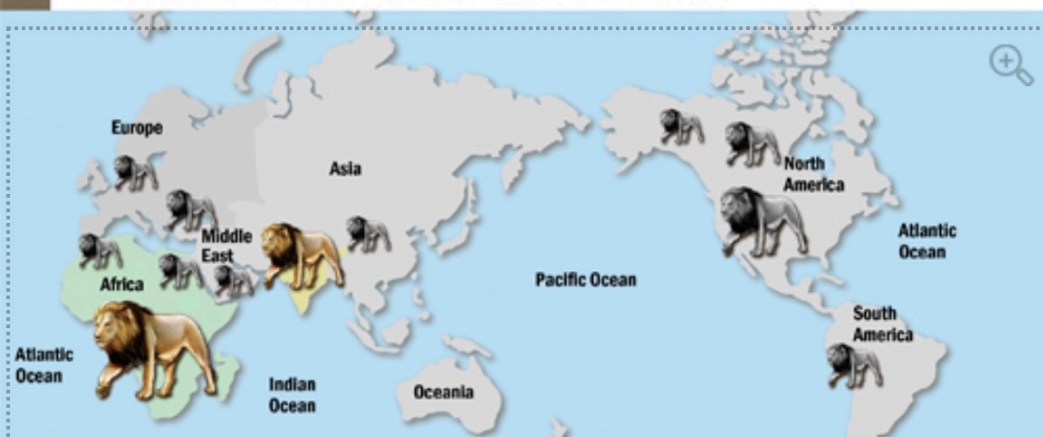 Europe
Asia
North
America
Middle
East
Atlantic
Ocean
Pacific Ocean
Africa
South
America
Atlantic
Ocean
Indian
Ocean
Oceania